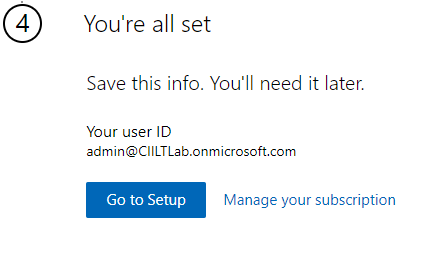 4 You're all set
Save this info. You'll need it later.
Your user ID
admin@CIILTLab.onmicrosoft.com
Go to Setup Manage your subscription